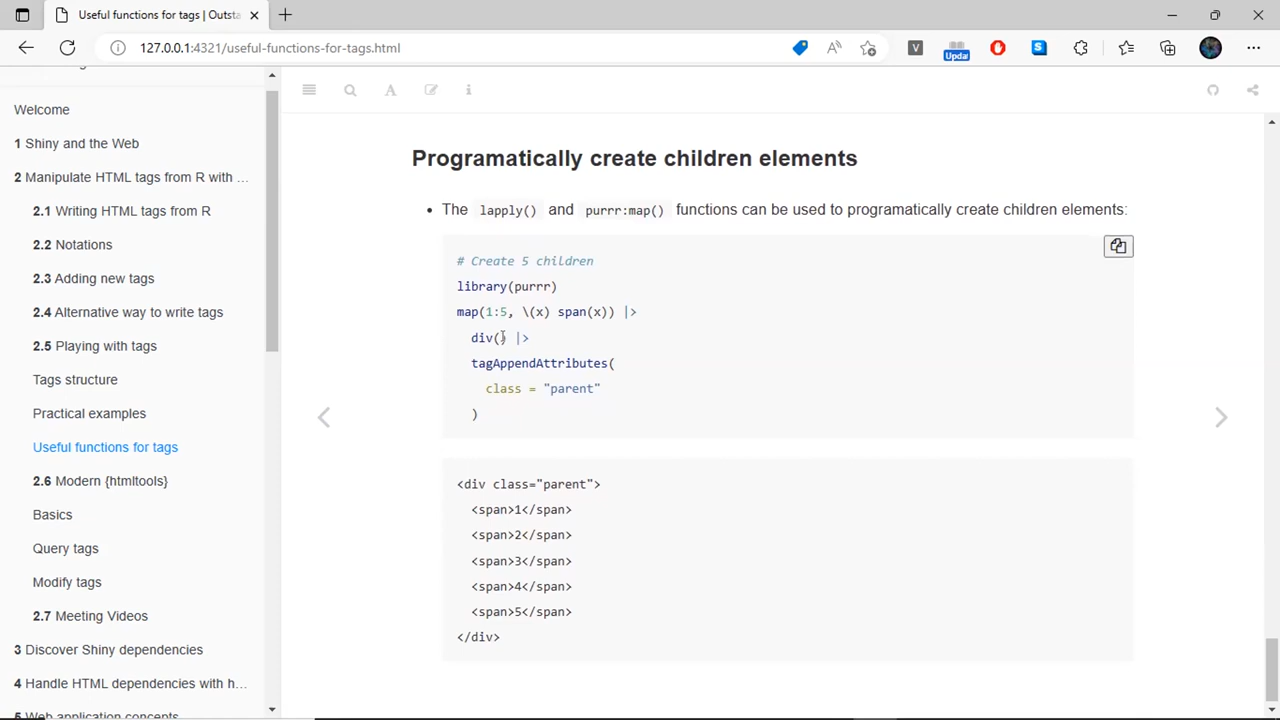 Useful functions for tags | Outsta
127.0.0.1:4321/useful-functions-for-tags.html
V
Updat
S
Welcome
1 Shiny and the Web
2 Manipulate HTML tags from R with …
2.1 Writing HTML tags from R
2.2 Notations
2.3 Adding new tags
2.4 Alternative way to write tags
2.5 Playing with tags
Tags structure
Practical examples
Useful functions for tags
2.6 Modern {htmltools}
Basics
Query tags
Modify tags
2.7 Meeting Videos
3 Discover Shiny dependencies
4 Handle HTML dependencies with h…
5 Web application concepts
Programatically create children elements
• The lapply() and purrr:map() functions can be used to programatically create children elements:
# Create 5 children
library(purrr)
map(1:5, \(x) span(x)) |>
div() |>
tagAppendAttributes(
class = "parent"
)
<div class="parent">
<span>1</span>
<span>2</span>
<span>3</span>
<span>4</span>
<span>5</span>
</div>